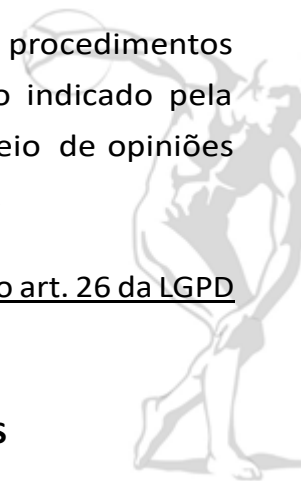 procedimentos
o indicado pela
eio de opiniões
o art. 26 da LGPD
s